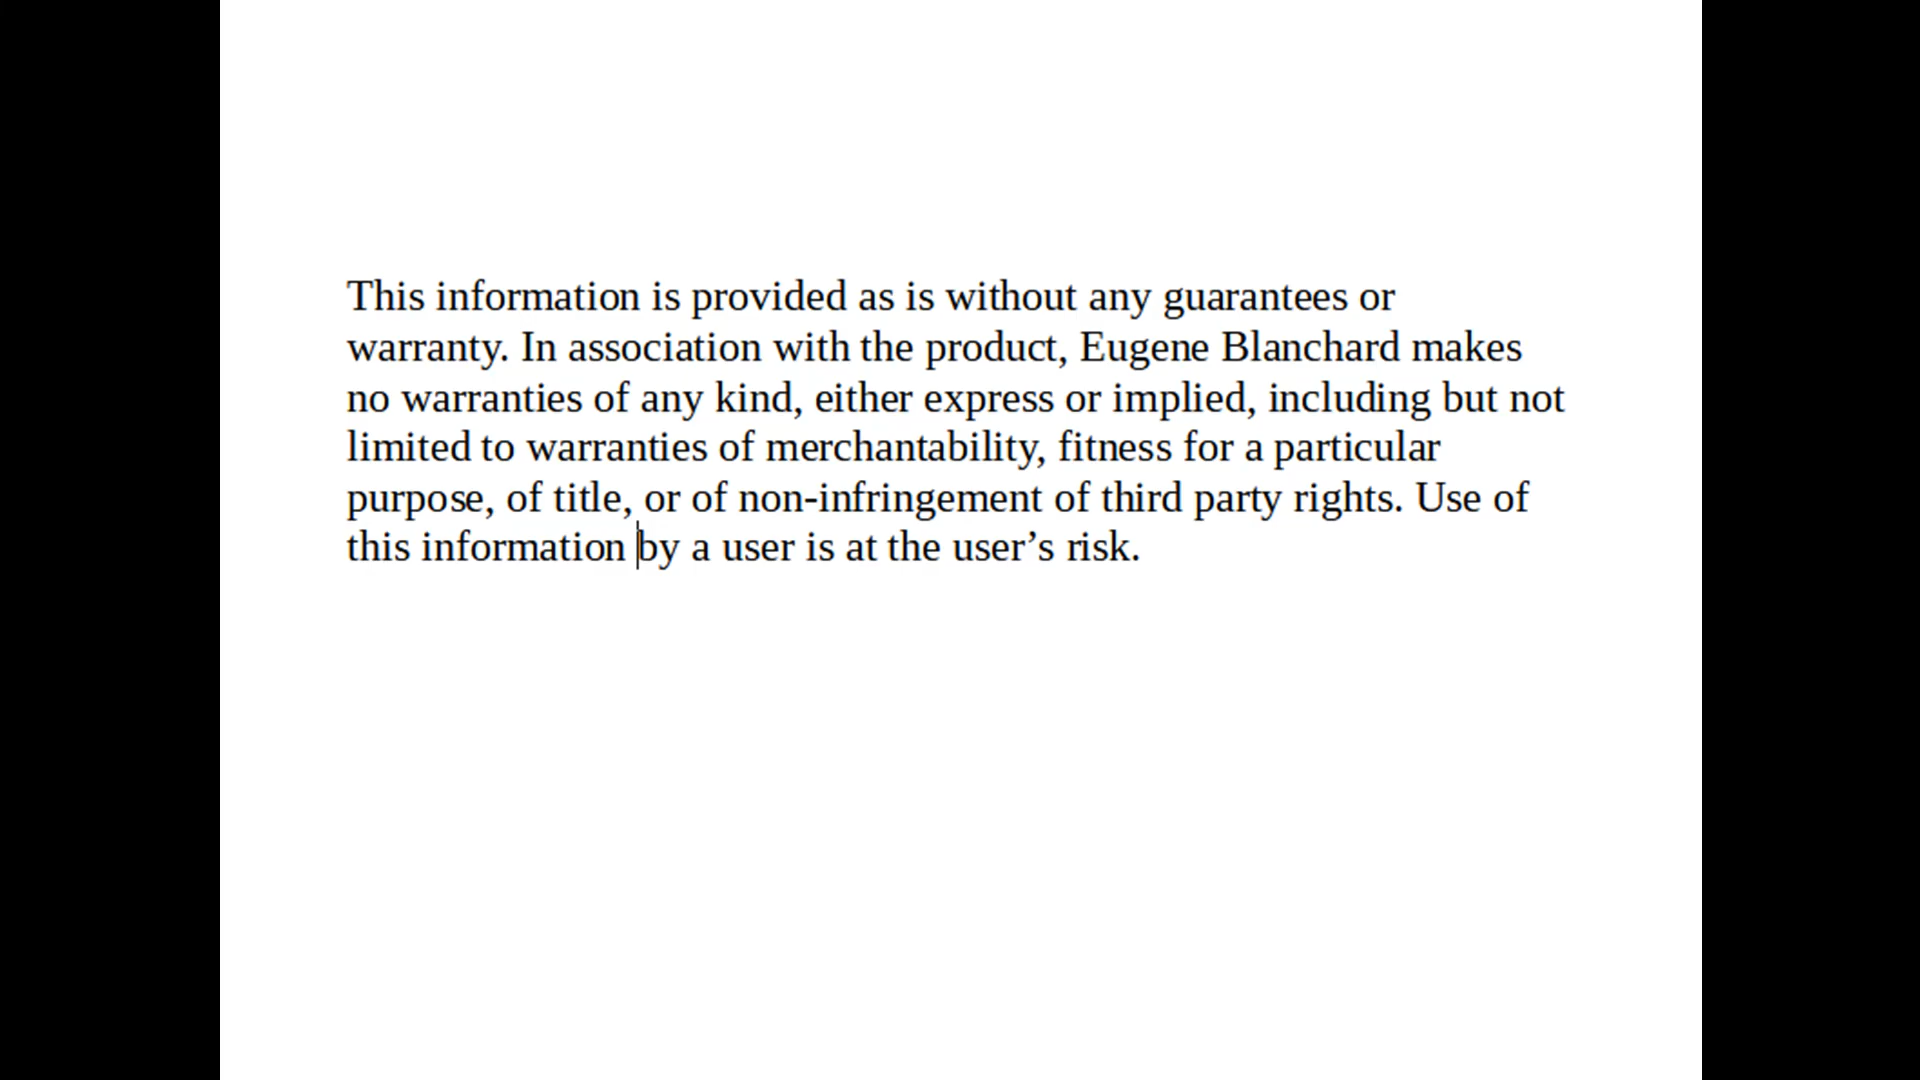 This information is provided as is without any guarantees or
warranty. In association with the product, Eugene Blanchard makes
no warranties of any kind, either express or implied, including but not
limited to warranties of merchantability, fitness for a particular
purpose, of title, or of non-infringement of third party rights. Use of
this information by a user is at the user’s risk.